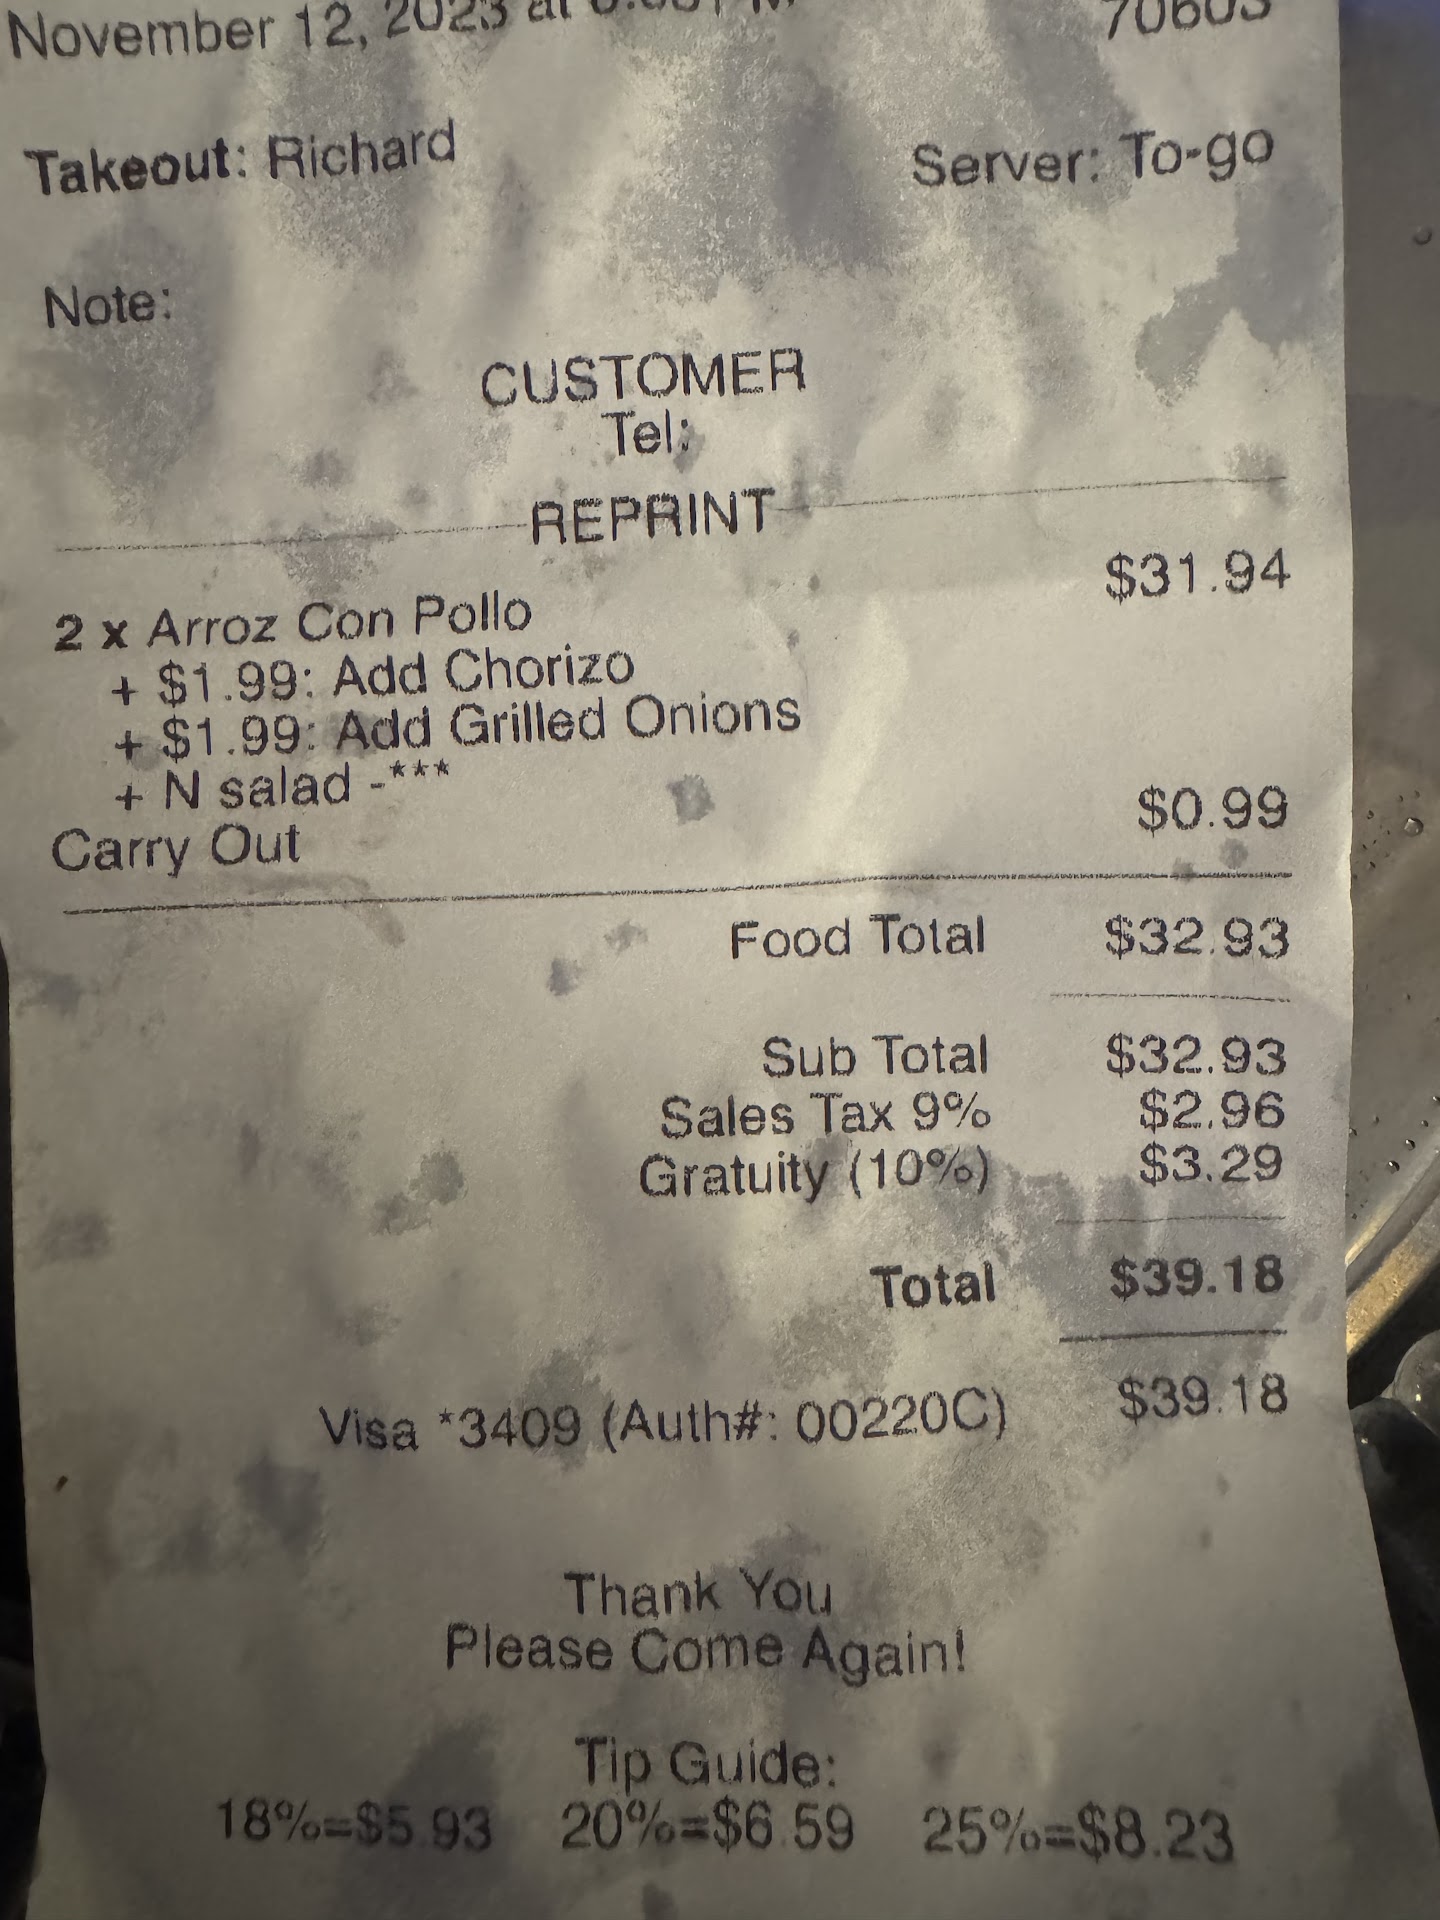 November 12, 2023 at
Takeout: Richard Server: To-go
Note:
CUSTOMER
Tel:
REPRINT
2 x Arroz Con Pollo $31.94
+ $1.99: Add Chorizo
+ $1.99: Add Grilled Onions
+ N salad -***
Carry Out $0.99
Food Total $32.93
Sub Total $32.93
Sales Tax 9% $2.96
Gratuity (10%) $3.29
Total $39.18
Visa *3409 (Auth#: 00220C) $39.18
Thank You
Please Come Again!
Tip Guide:
18%=$5.93 20%=$6.59 25%=$8.23